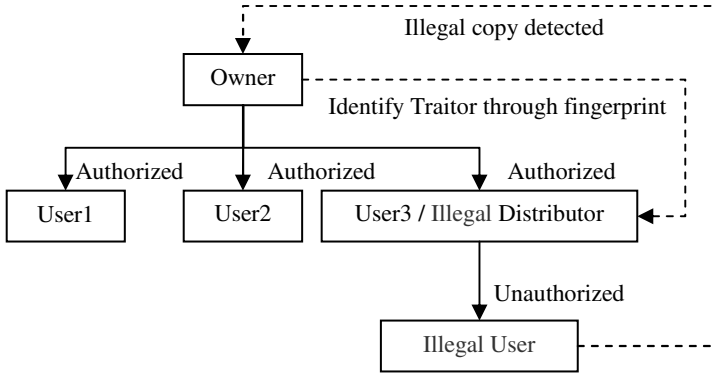 Illegal copy detected
Owner
Identify Traitor through fingerprint
Authorized
Authorized
Authorized
User1
User2
User3 / Illegal Distributor
Unauthorized
Illegal User